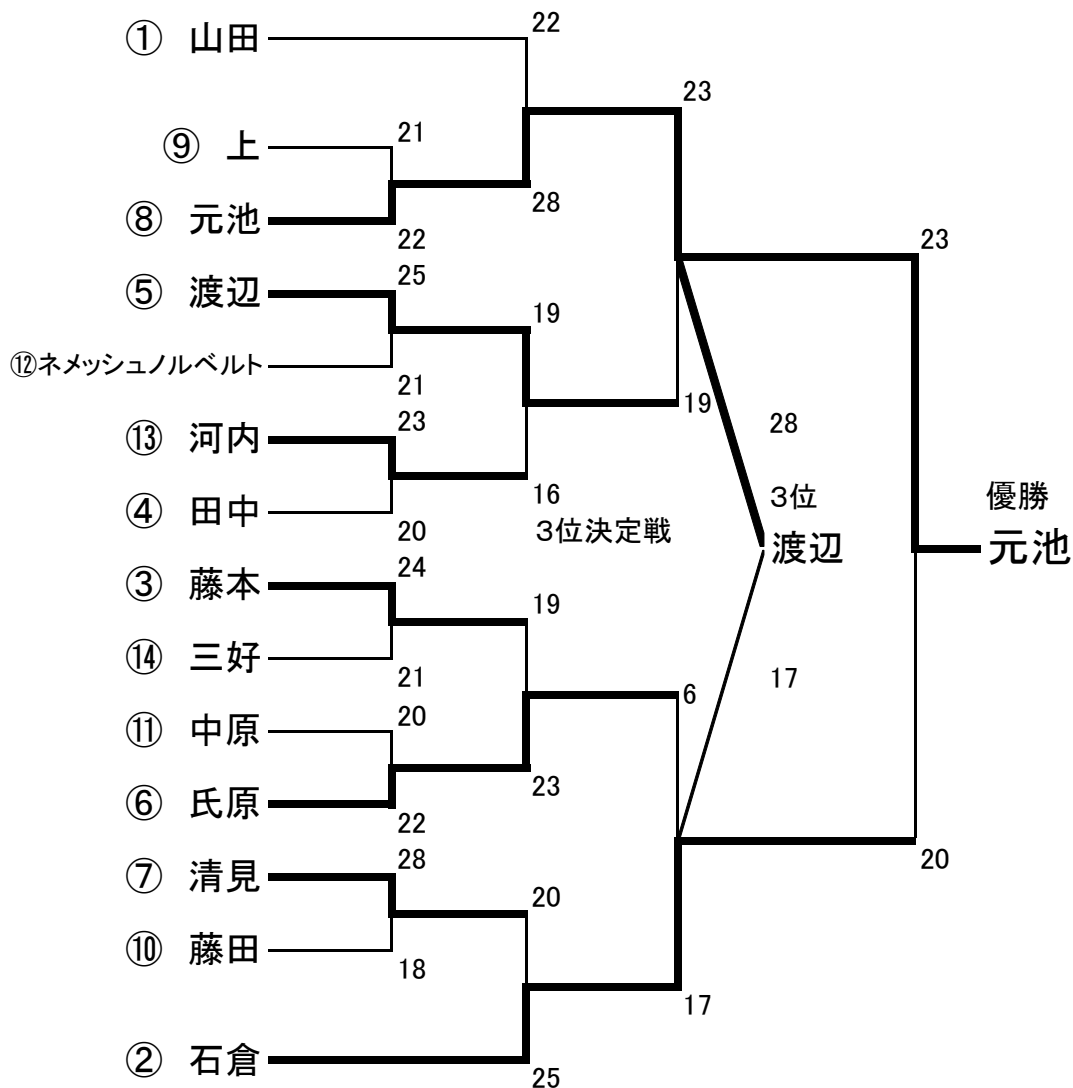 ① 山田
22
23
⑨ 上
21
⑧ 元池
22
28
23
⑤ 渡辺
25
19
⑫ネメッシュノルベルト
21
19
28
⑬ 河内
23
④ 田中
20
16
3位決定戦
3位
渡辺
優勝
元池
③ 藤本
24
19
⑭ 三好
21
17
6
⑪ 中原
20
⑥ 氏原
22
23
⑦ 清見
28
20
20
⑩ 藤田
18
17
② 石倉
25